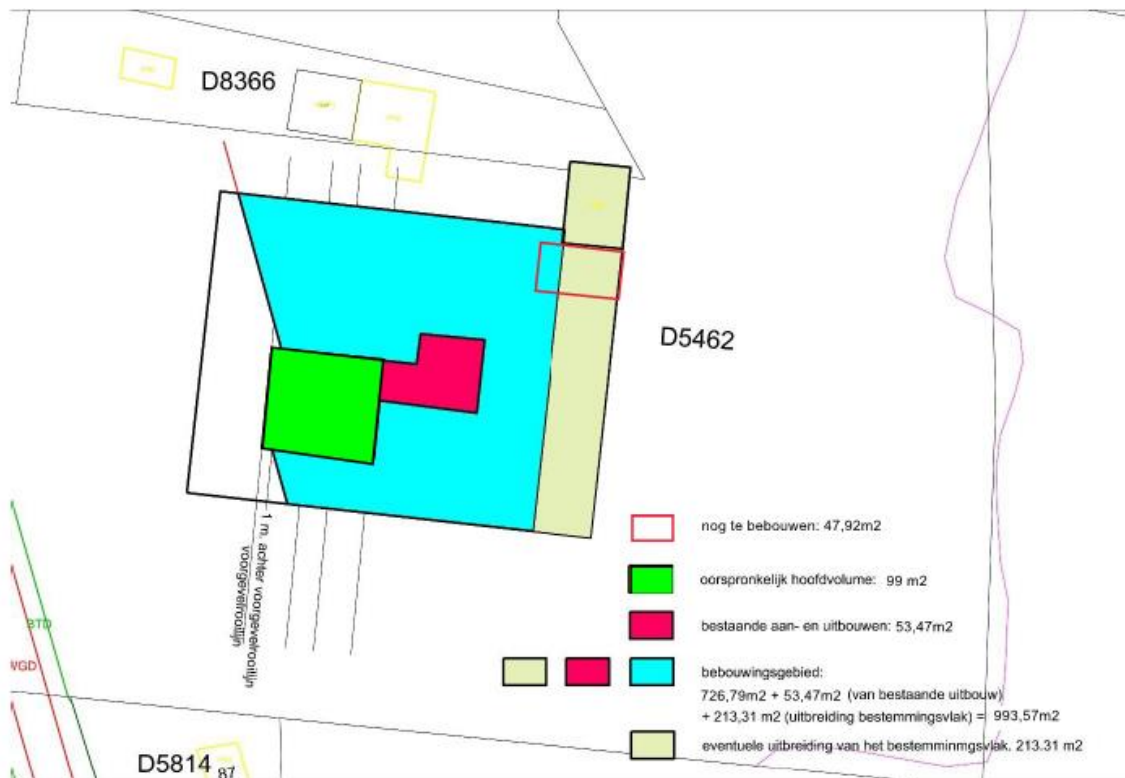 D8366
D5462
1 m. achter voorgevelrooilijn
voorgevelrooilijn
nog te bebouwen: 47,92m2
oorspronkelijk hoofdvolume: 99 m2
bestaande aan- en uitbouwen: 53,47m2
bebouwingsgebied:
726,79m2 + 53,47m2 (van bestaande uitbouw)
+ 213,31 m2 (uitbreiding bestemmingsvlak) = 993,57m2
eventuele uitbreiding van het bestemminmgsvlak. 213.31 m2
BTD
WGD
D5814
87